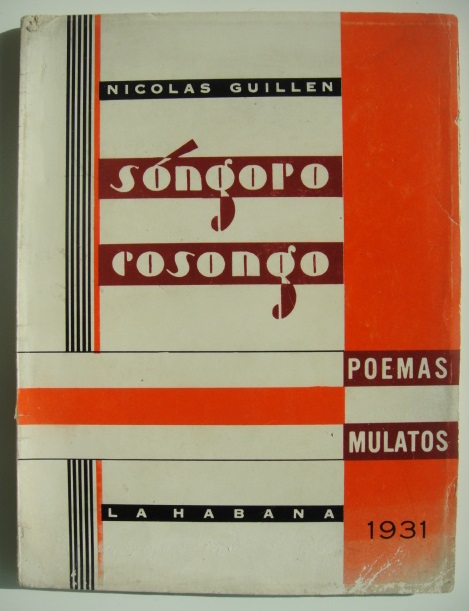 NICOLAS GUILLEN
sóngoro
cosongo
POEMAS
MULATOS
LA HABANA
1931